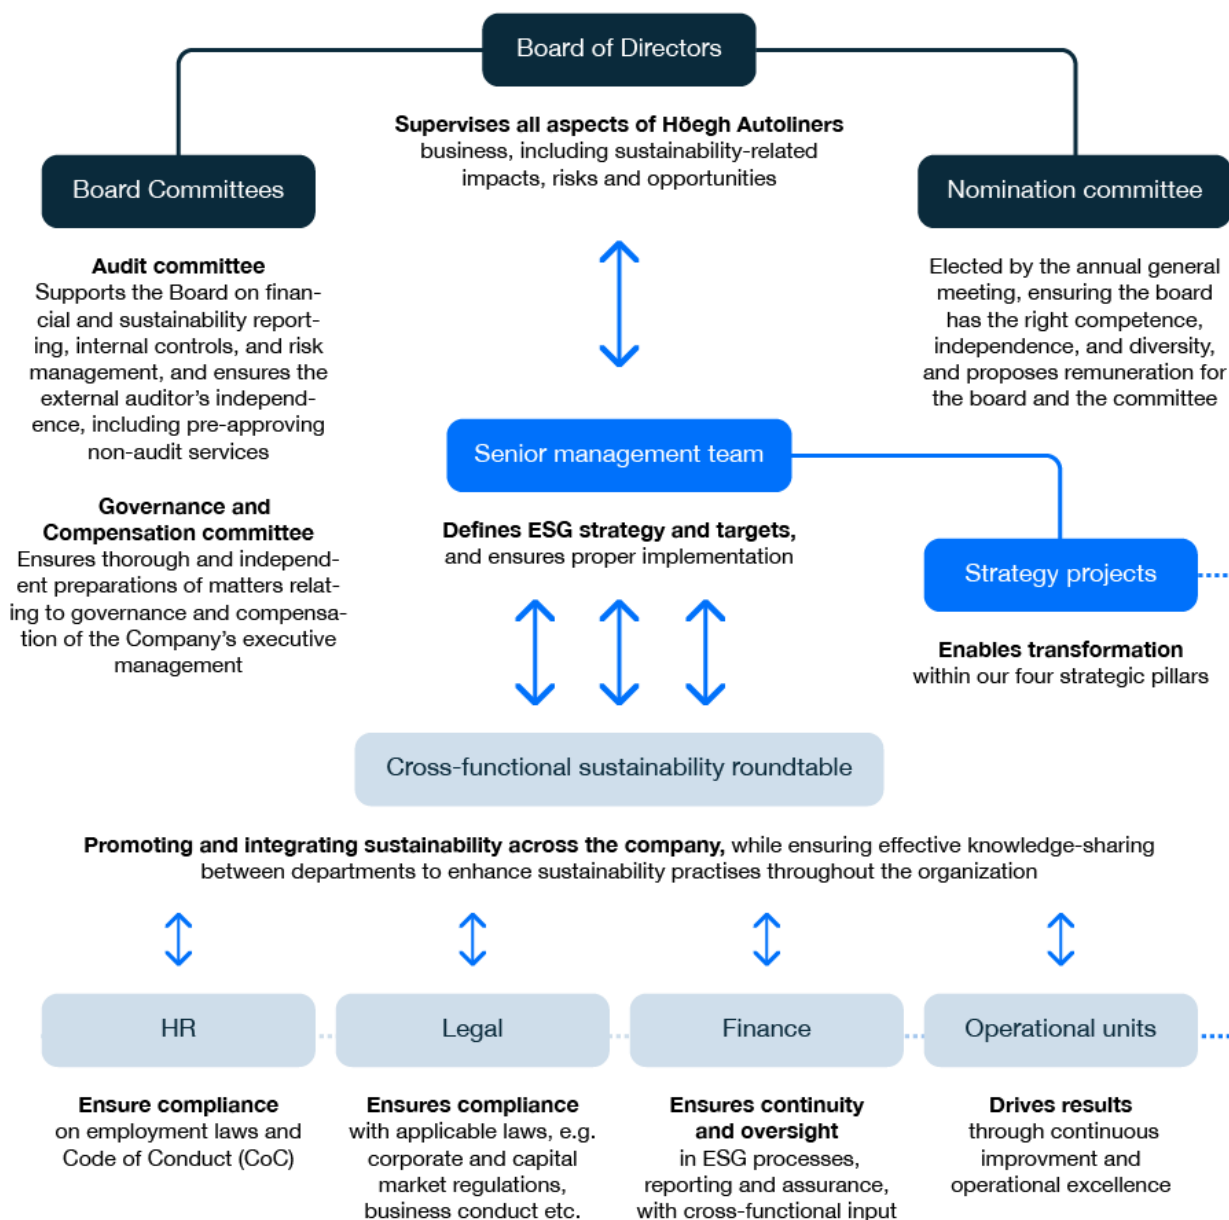 Board of Directors
Supervises all aspects of Höegh Autoliners
business, including sustainability-related
impacts, risks and opportunities
Board Committees
Audit committee
Supports the Board on finan-
cial and sustainability report-
ing, internal controls, and risk
management, and ensures the
external auditor's independ-
ence, including pre-approving
non-audit services
Governance and
Compensation committee
Ensures thorough and independ-
ent preparations of matters relat-
ing to governance and compensa-
tion of the Company's executive
management
Nomination committee
Elected by the annual general
meeting, ensuring the board
has the right competence,
independence, and diversity,
and proposes remuneration for
the board and the committee
Senior management team
Defines ESG strategy and targets,
and ensures proper implementation
Strategy projects
Enables transformation
within our four strategic pillars
Cross-functional sustainability roundtable
Promoting and integrating sustainability across the company, while ensuring effective knowledge-sharing
between departments to enhance sustainability practises throughout the organization
HR
Ensure compliance
on employment laws and
Code of Conduct (CoC)
Legal
Ensures compliance
with applicable laws, e.g.
corporate and capital
market regulations,
business conduct etc.
Finance
Ensures continuity
and oversight
in ESG processes,
reporting and assurance,
with cross-functional input
Operational units
Drives results
through continuous
improvment and
operational excellence